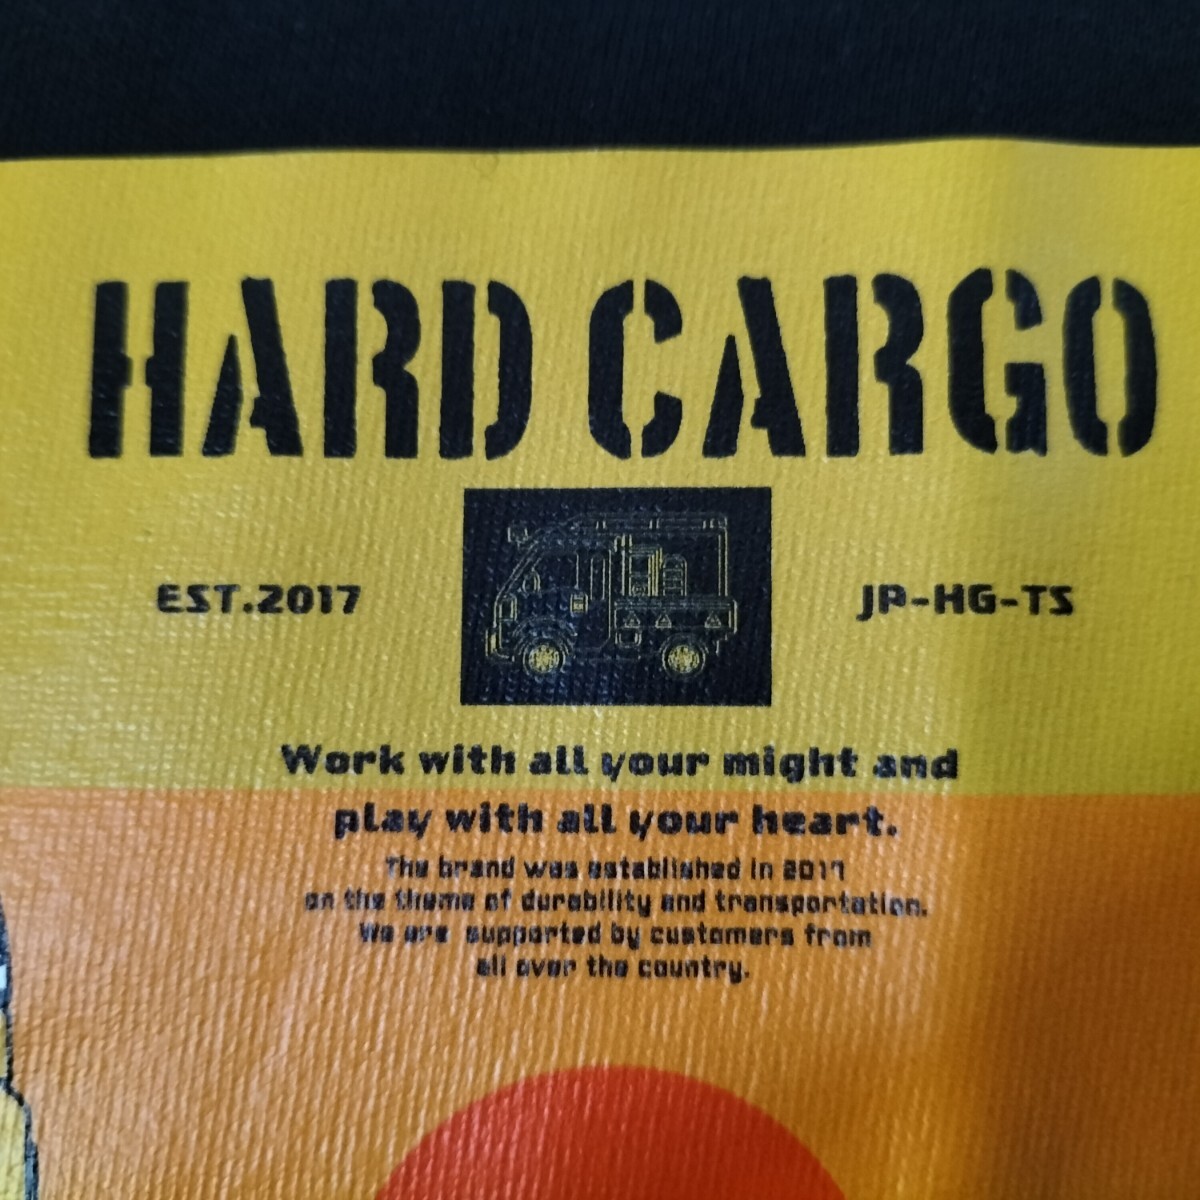 HARD CARGO
EST.2017
JP-HG-TS
Work with all your might and
play with all your heart.
The brand was established in 2017
on the theme of durability and transportation.
We are supported by customers from
all over the country.